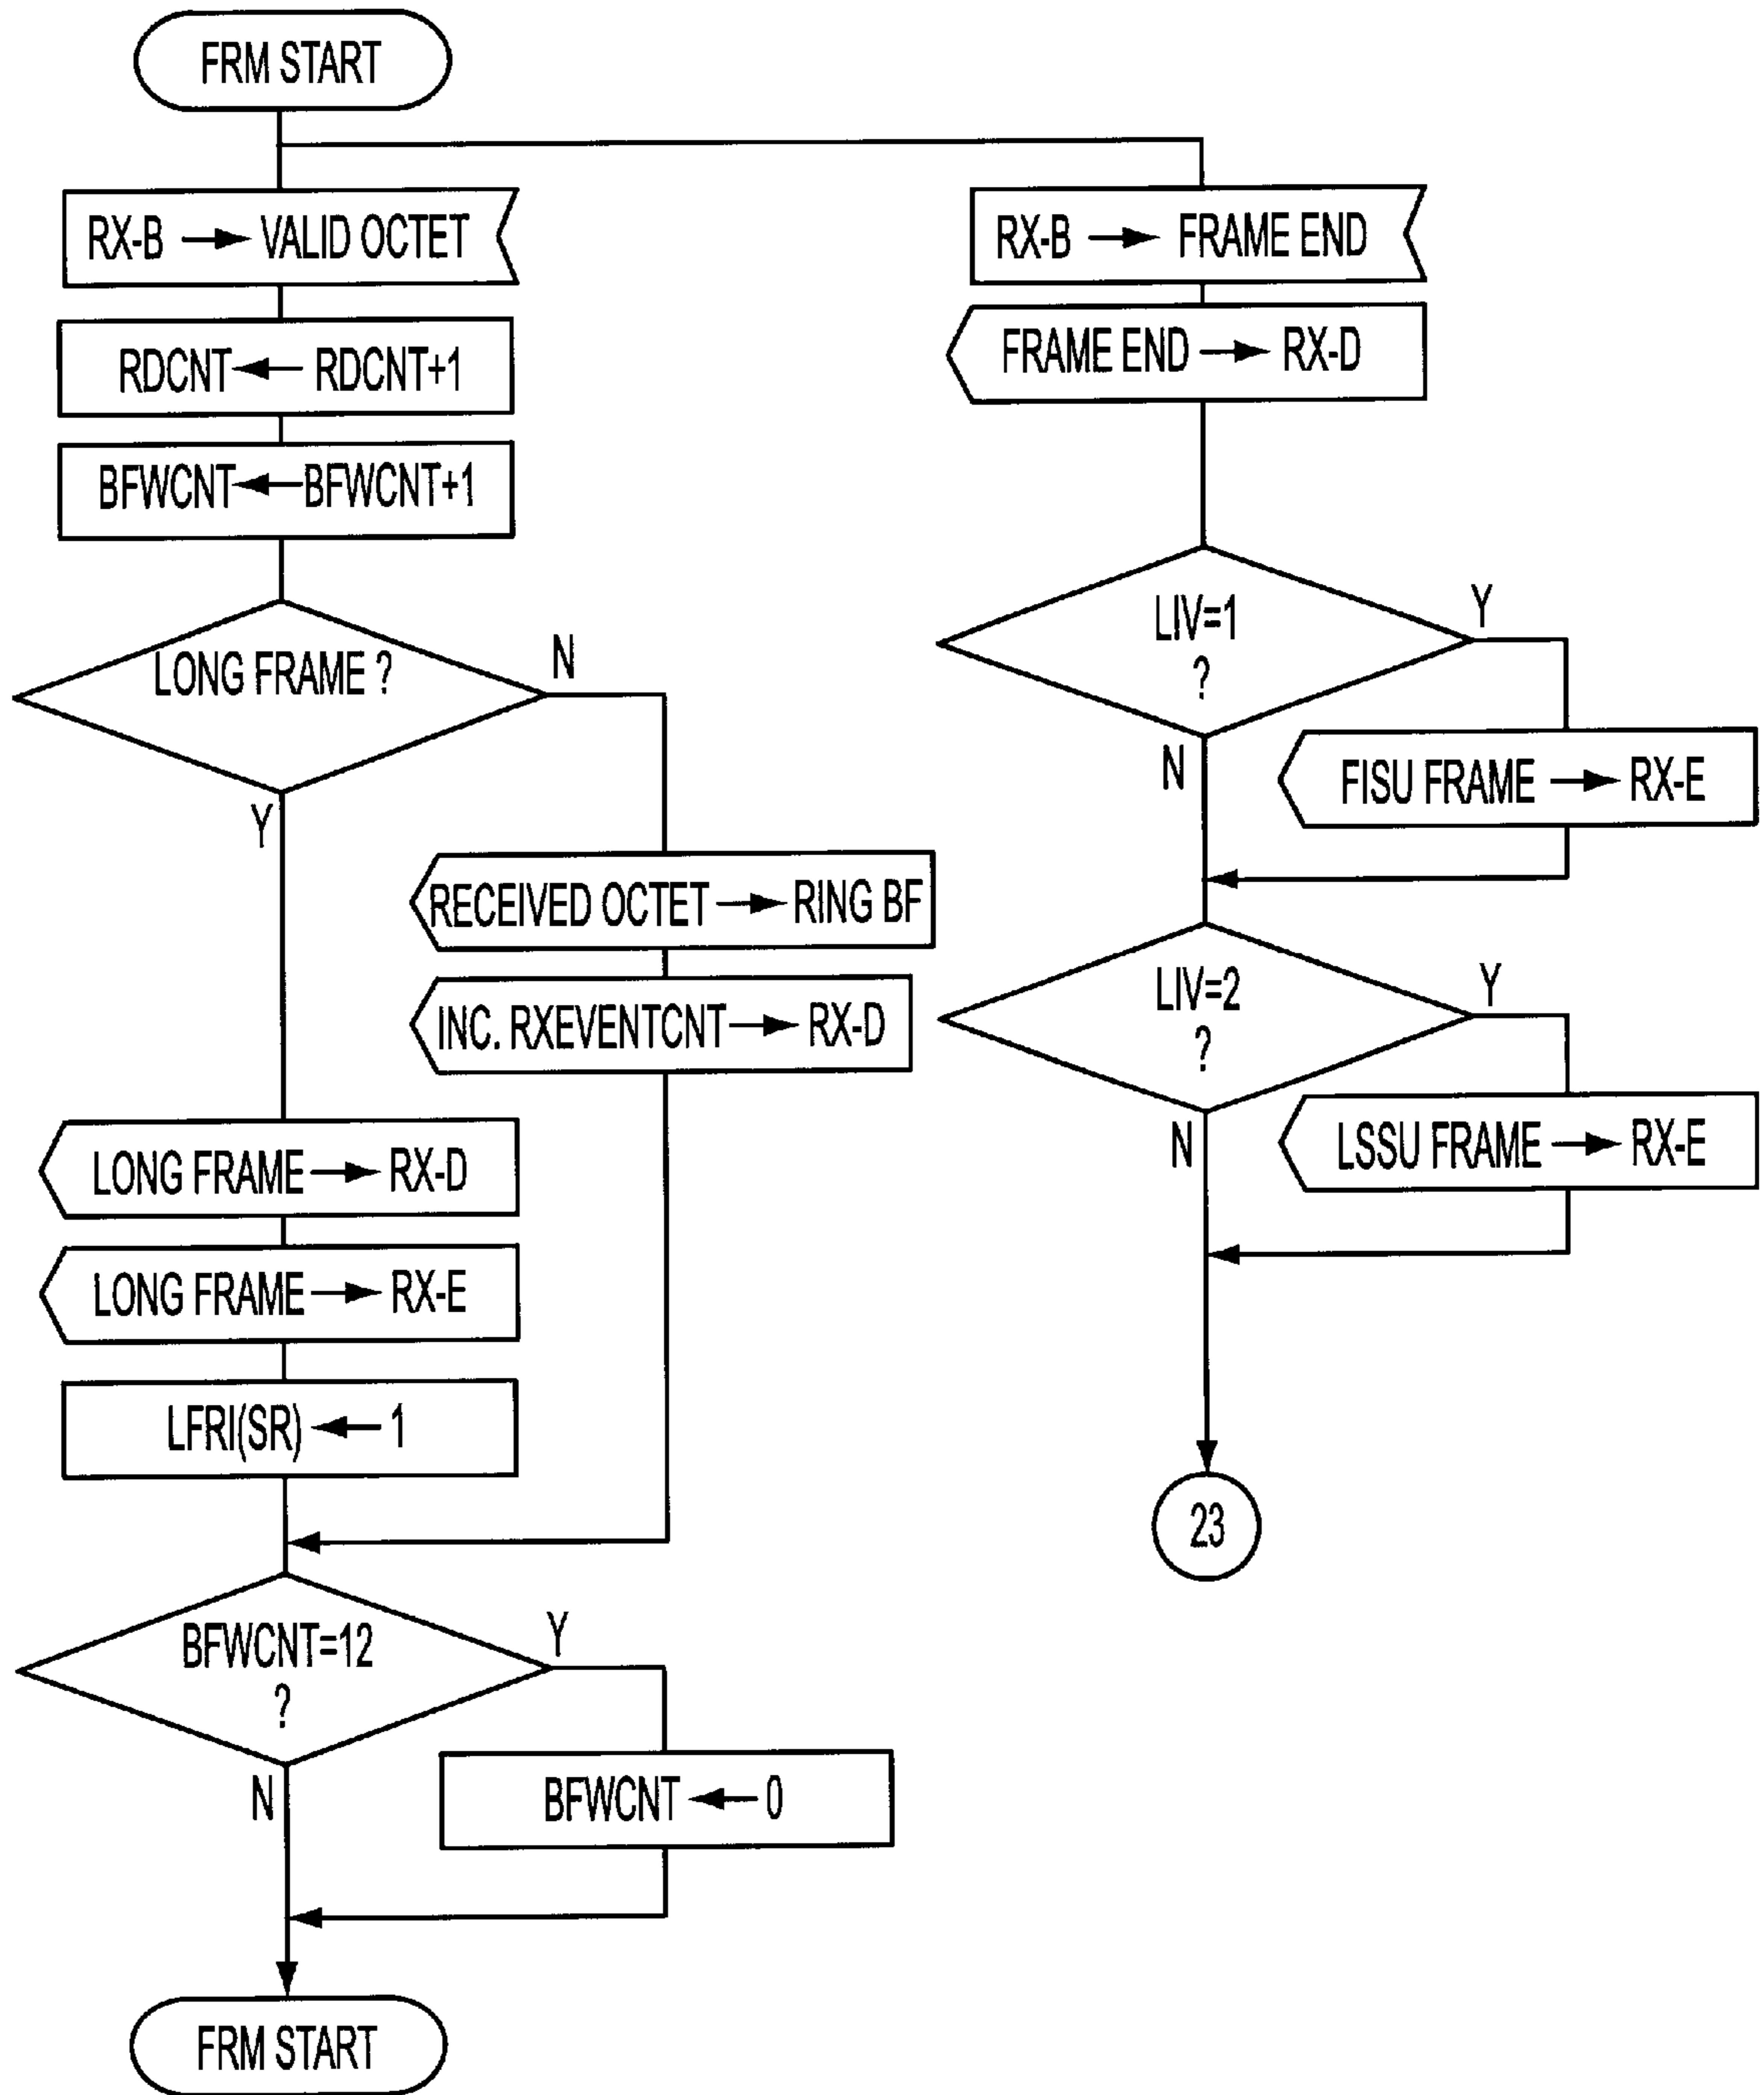 FRM START
RX-B → VALID OCTET
RDCNT ← RDCNT+1
BFWCNT ← BFWCNT+1
LONG FRAME ?
N
Y
RECEIVED OCTET → RING BF
INC. RXEVENTCNT → RX-D
LONG FRAME → RX-D
LONG FRAME → RX-E
LFRI(SR) ← 1
BFWCNT=12
?
Y
N
BFWCNT ← 0
FRM START
RX-B → FRAME END
FRAME END → RX-D
LIV=1
?
Y
N
FISU FRAME → RX-E
LIV=2
?
Y
N
LSSU FRAME → RX-E
23